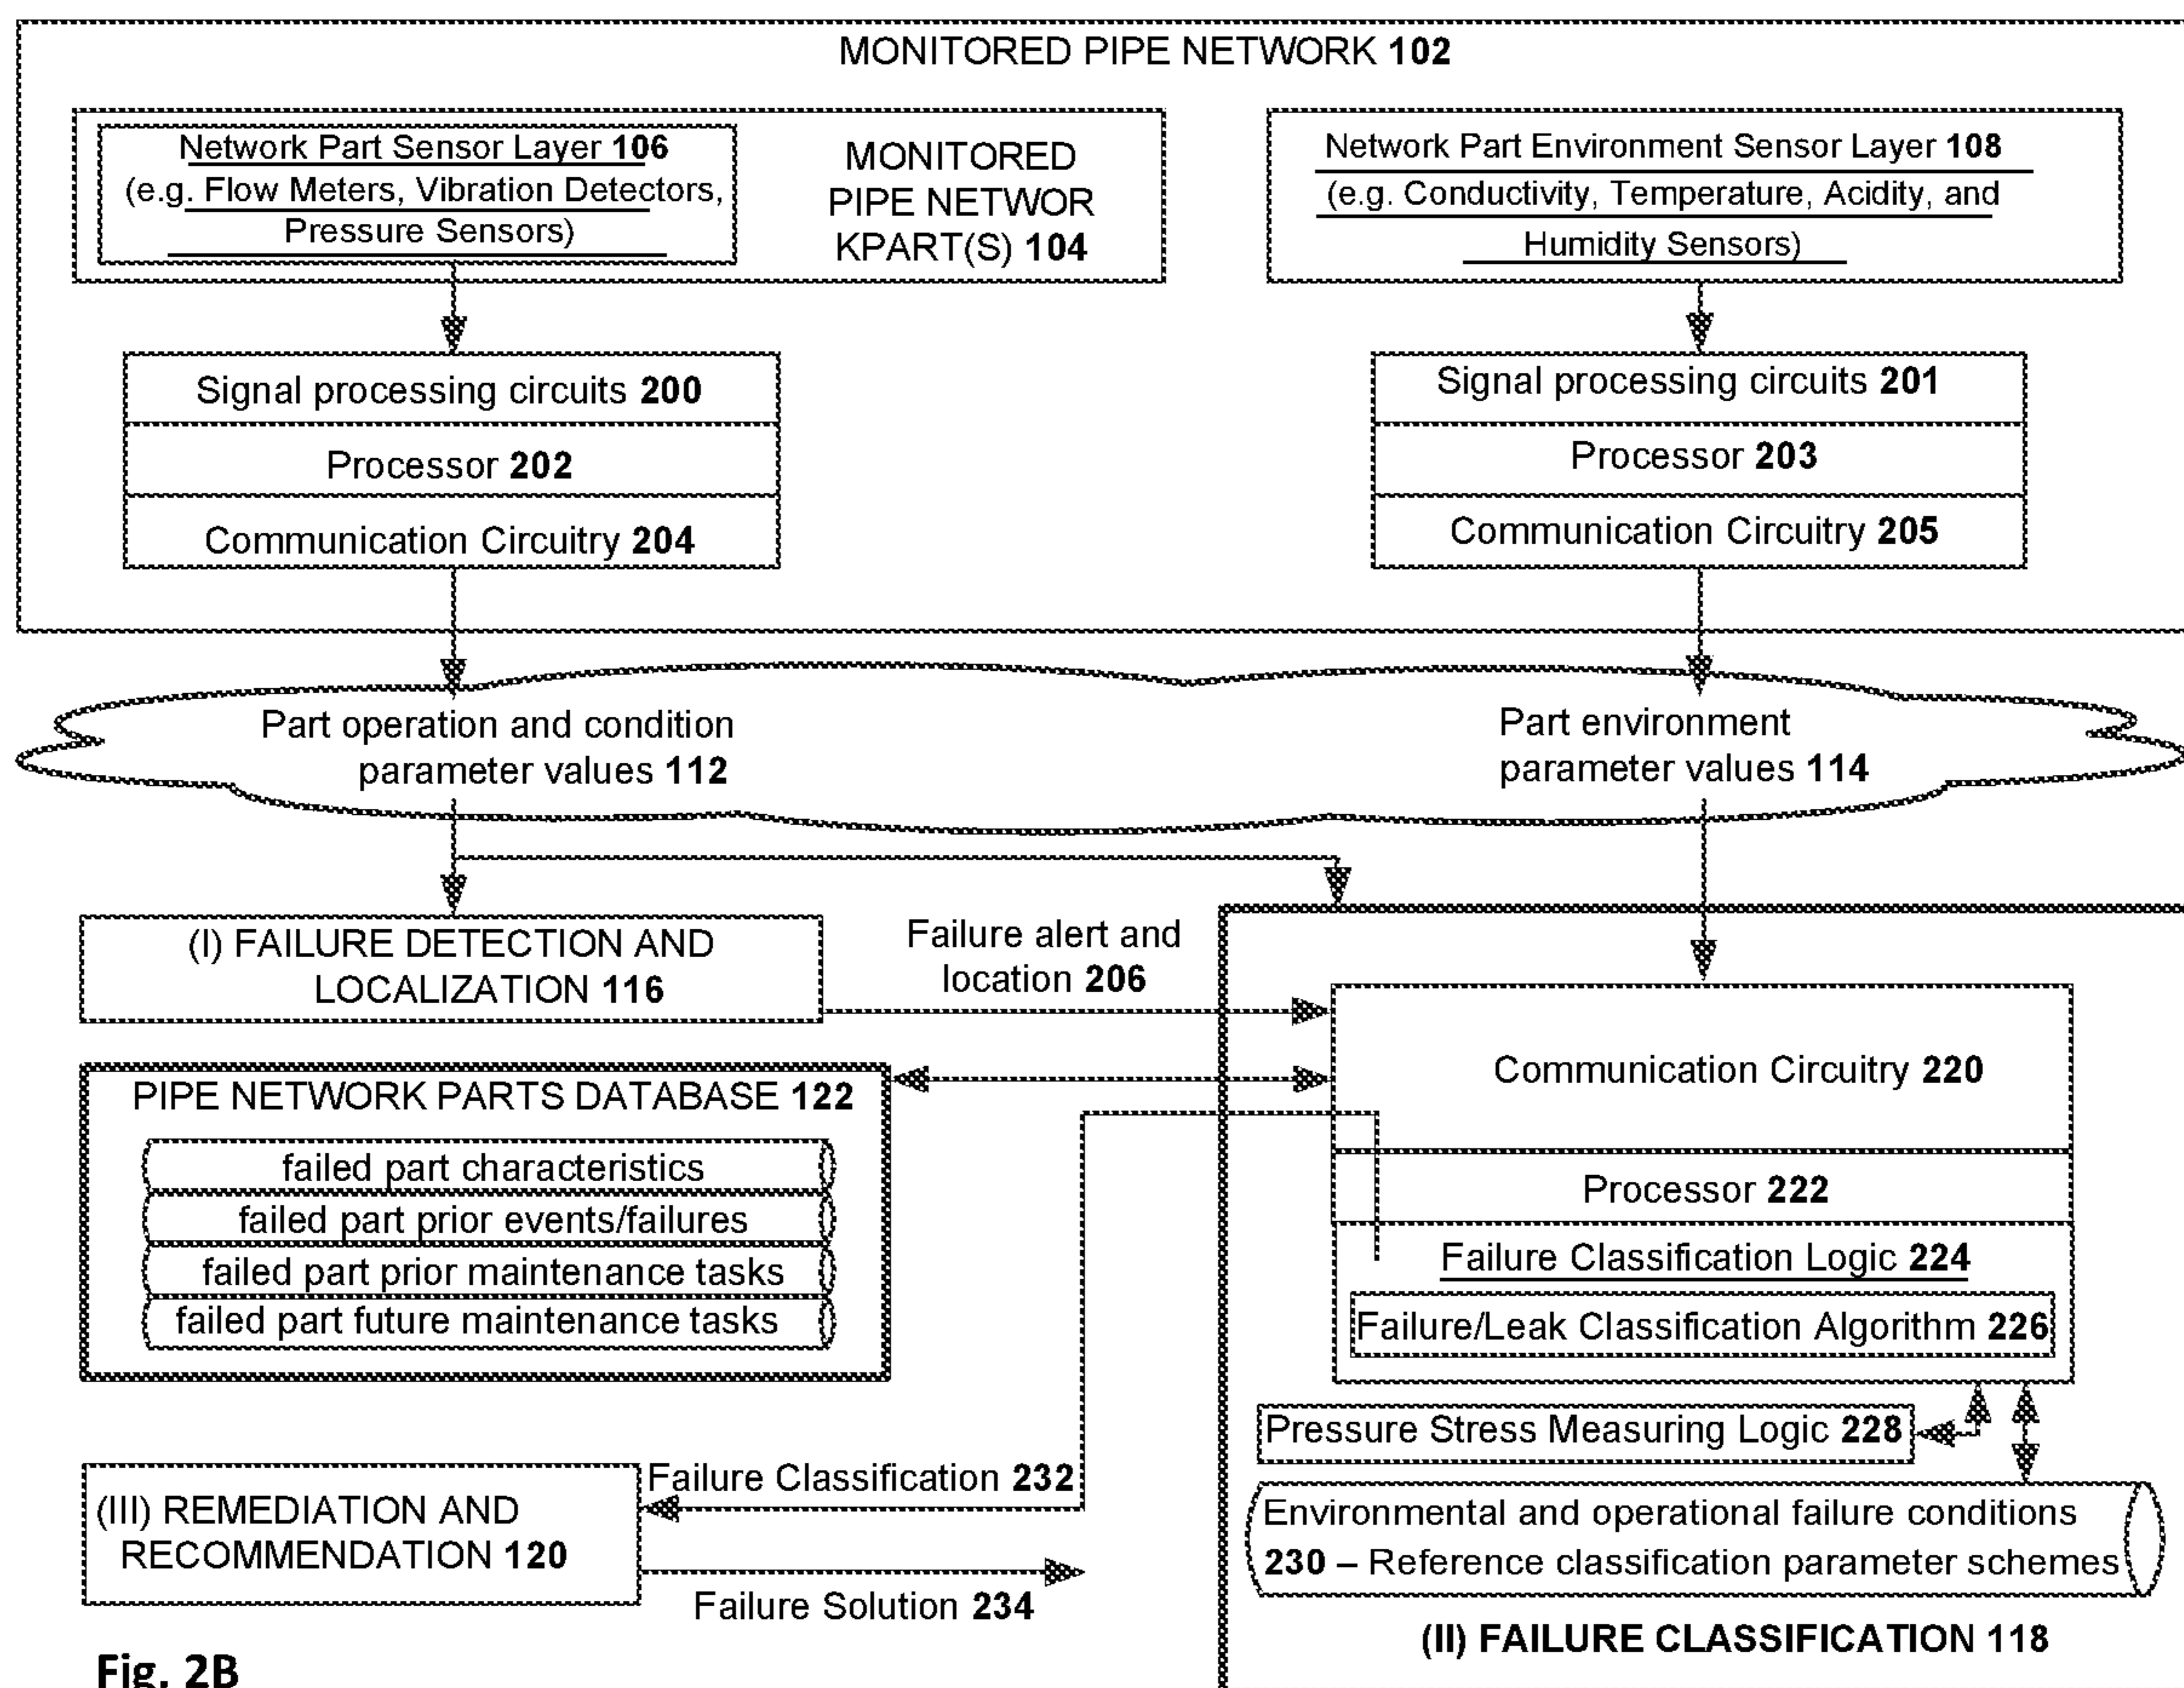 MONITORED PIPE NETWORK 102
Network Part Sensor Layer 106
(e.g. Flow Meters, Vibration Detectors,
Pressure Sensors)
MONITORED
PIPE NETWOR
KPART(S) 104
Network Part Environment Sensor Layer 108
(e.g. Conductivity, Temperature, Acidity, and
Humidity Sensors)
Signal processing circuits 200
Processor 202
Communication Circuitry 204
Signal processing circuits 201
Processor 203
Communication Circuitry 205
Part operation and condition
parameter values 112
Part environment
parameter values 114
(I) FAILURE DETECTION AND
LOCALIZATION 116
Failure alert and
location 206
PIPE NETWORK PARTS DATABASE 122
failed part characteristics
failed part prior events/failures
failed part prior maintenance tasks
failed part future maintenance tasks
Communication Circuitry 220
Processor 222
Failure Classification Logic 224
Failure/Leak Classification Algorithm 226
Pressure Stress Measuring Logic 228
Environmental and operational failure conditions
230 – Reference classification parameter schemes
(II) FAILURE CLASSIFICATION 118
Failure Classification 232
(III) REMEDIATION AND
RECOMMENDATION 120
Failure Solution 234
Fig. 2B